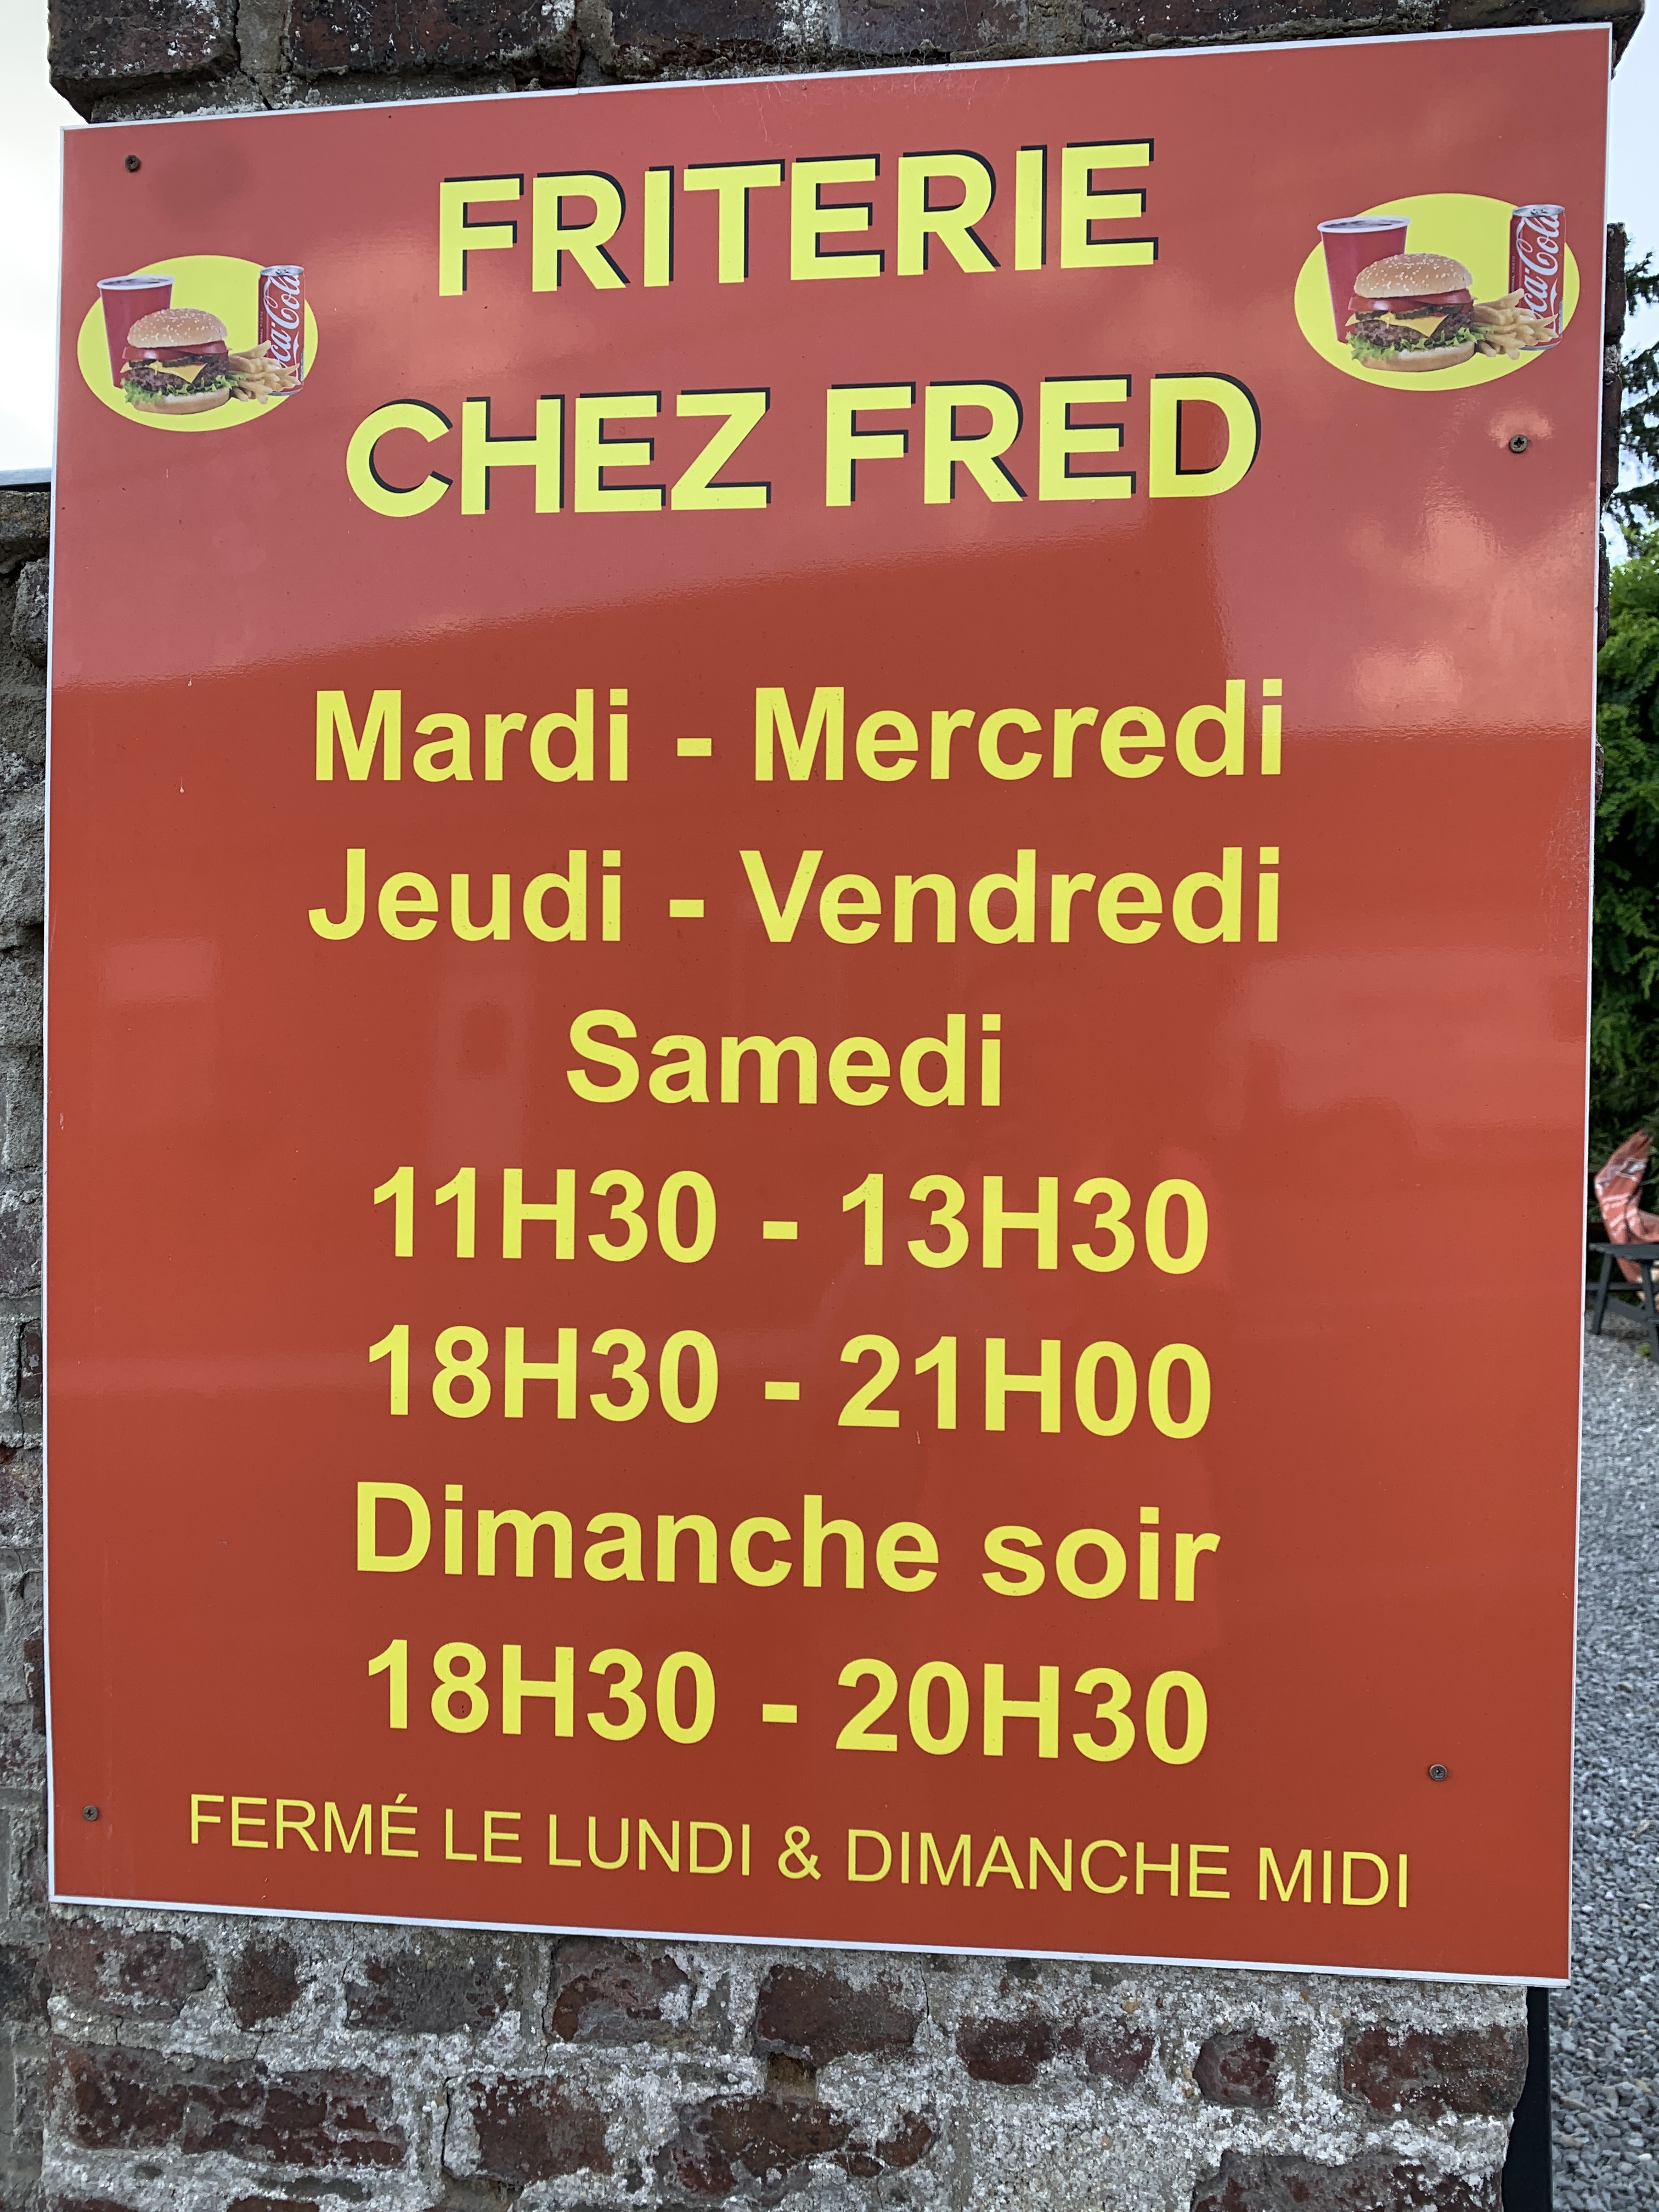 FRITERIE
CHEZ FRED
Mardi - Mercredi
Jeudi - Vendredi
Samedi
11H30 - 13H30
18H30 - 21H00
Dimanche soir
18H30 - 20H30
FERMÉ LE LUNDI & DIMANCHE MIDI